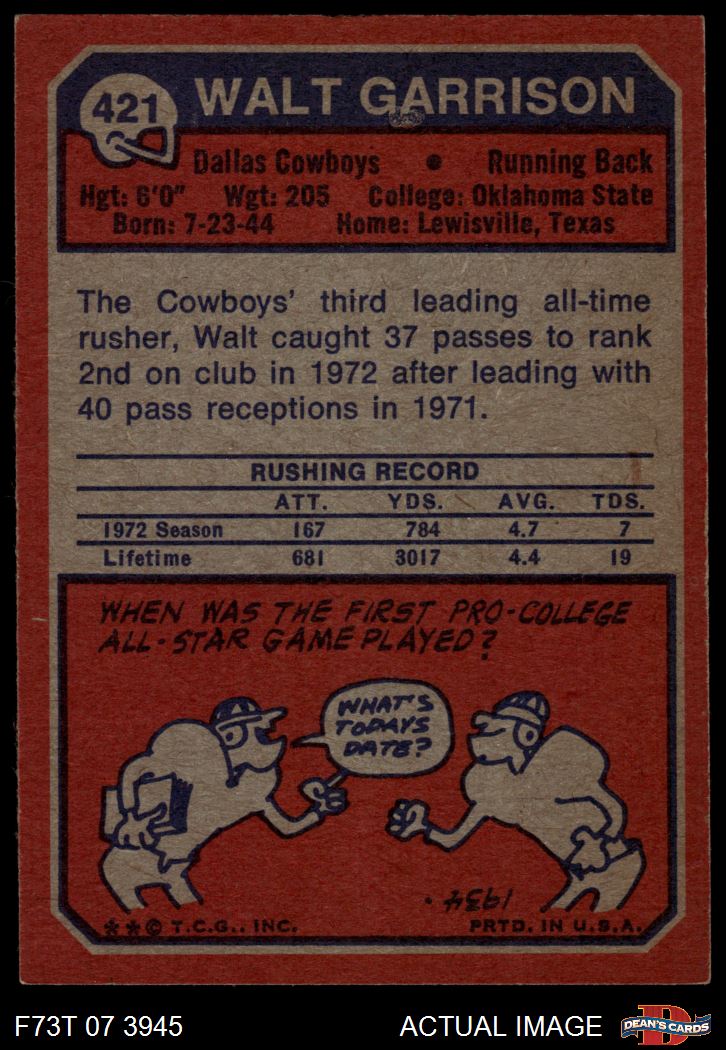 421
WALT GARRISON
Dallas Cowboys • Running Back
Hgt: 6'0" Wgt: 205 College: Oklahoma State
Born: 7-23-44 Home: Lewisville, Texas
The Cowboys' third leading all-time
rusher, Walt caught 37 passes to rank
2nd on club in 1972 after leading with
40 pass receptions in 1971.
RUSHING RECORD
ATT. YDS. AVG. TDS.
1972 Season 167 784 4.7 7
Lifetime 681 3017 4.4 19
WHEN WAS THE FIRST PRO-COLLEGE
ALL-STAR GAME PLAYED?
WHAT'S
TODAYS
DATE?
1934.
**© T.C.G., INC. PRTD. IN U.S.A.
F73T 07 3945 ACTUAL IMAGE
D
DEAN'S CARDS